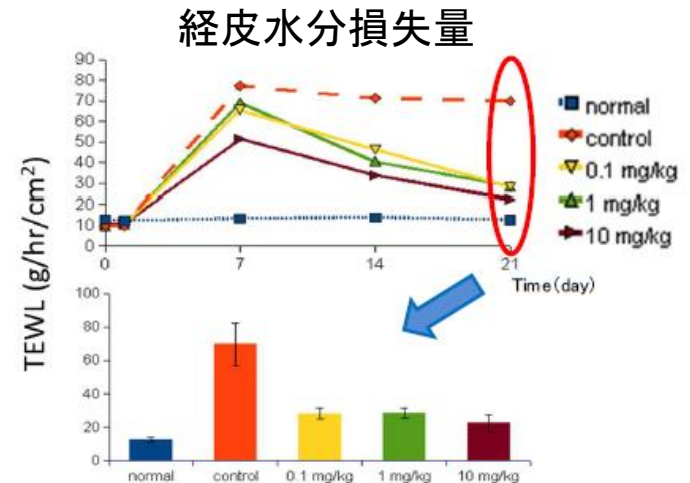 経皮水分損失量
TEWL (g/hr/cm²)
90
80
70
60
50
40
30
20
10
0
0 7 14 21
Time(day)
normal
control
0.1 mg/kg
1 mg/kg
10 mg/kg
100
80
60
40
20
0
normal control 0.1 mg/kg 1 mg/kg 10 mg/kg